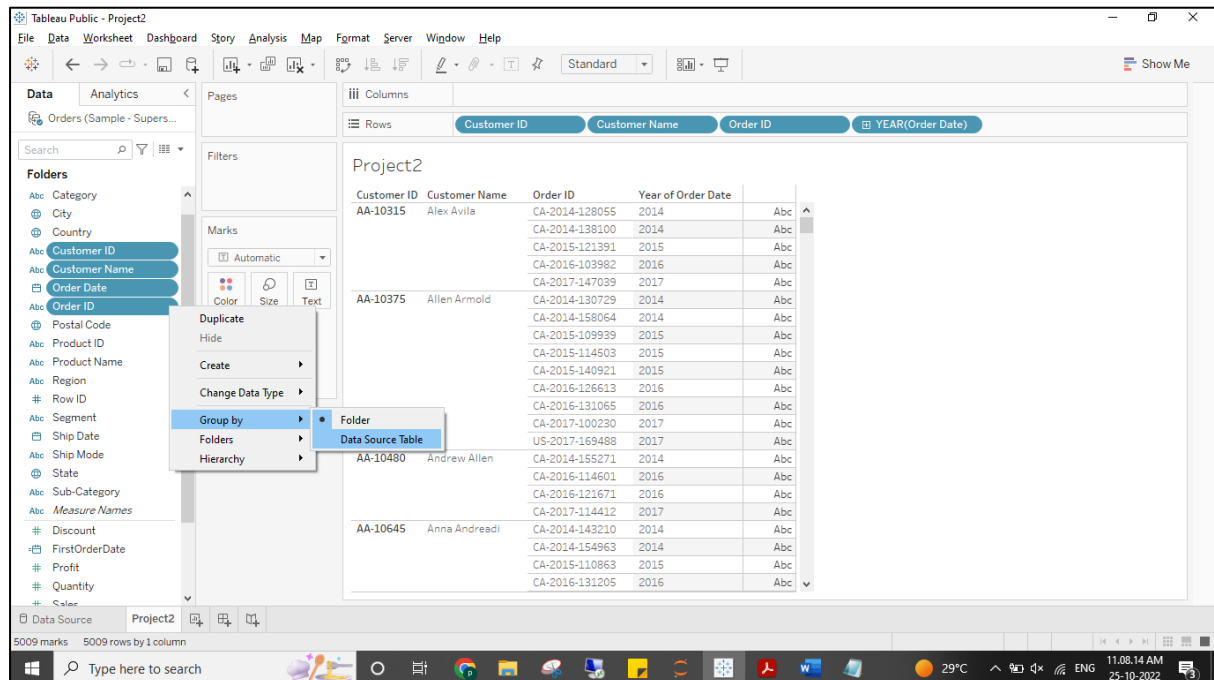 Tableau Public - Project2
File Data Worksheet Dashboard Story Analysis Map Format Server Window Help
Standard
Show Me
Data Analytics
Orders (Sample - Supers...
Search
Folders
Abc Category
City
Country
Abc Customer ID
Abc Customer Name
Order Date
Abc Order ID
Postal Code
Abc Product ID
Abc Product Name
Abc Region
# Row ID
Abc Segment
Ship Date
Abc Ship Mode
State
Abc Sub-Category
Abc Measure Names
# Discount
FirstOrderDate
# Profit
# Quantity
# Sales
Pages
Filters
Marks
Automatic
Color Size Text
Duplicate
Hide
Create
Change Data Type
Group by
Folders
Hierarchy
Folder
Data Source Table
iii Columns
Rows Customer ID Customer Name Order ID YEAR(Order Date)
Project2
Customer ID Customer Name Order ID Year of Order Date
AA-10315 Alex Avila CA-2014-128055 2014 Abc
CA-2014-138100 2014 Abc
CA-2015-121391 2015 Abc
CA-2016-103982 2016 Abc
CA-2017-147039 2017 Abc
AA-10375 Allen Armold CA-2014-130729 2014 Abc
CA-2014-158064 2014 Abc
CA-2015-109939 2015 Abc
CA-2015-114503 2015 Abc
CA-2015-140921 2015 Abc
CA-2016-126613 2016 Abc
CA-2016-131065 2016 Abc
CA-2017-100230 2017 Abc
US-2017-169488 2017 Abc
AA-10480 Andrew Allen CA-2014-155271 2014 Abc
CA-2016-114601 2016 Abc
CA-2016-121671 2016 Abc
CA-2017-114412 2017 Abc
AA-10645 Anna Andreadi CA-2014-143210 2014 Abc
CA-2014-154963 2014 Abc
CA-2015-110863 2015 Abc
CA-2016-131205 2016 Abc
Data Source Project2
5009 marks 5009 rows by 1 column
Type here to search
29°C ENG 11.08.14 AM
25-10-2022
3